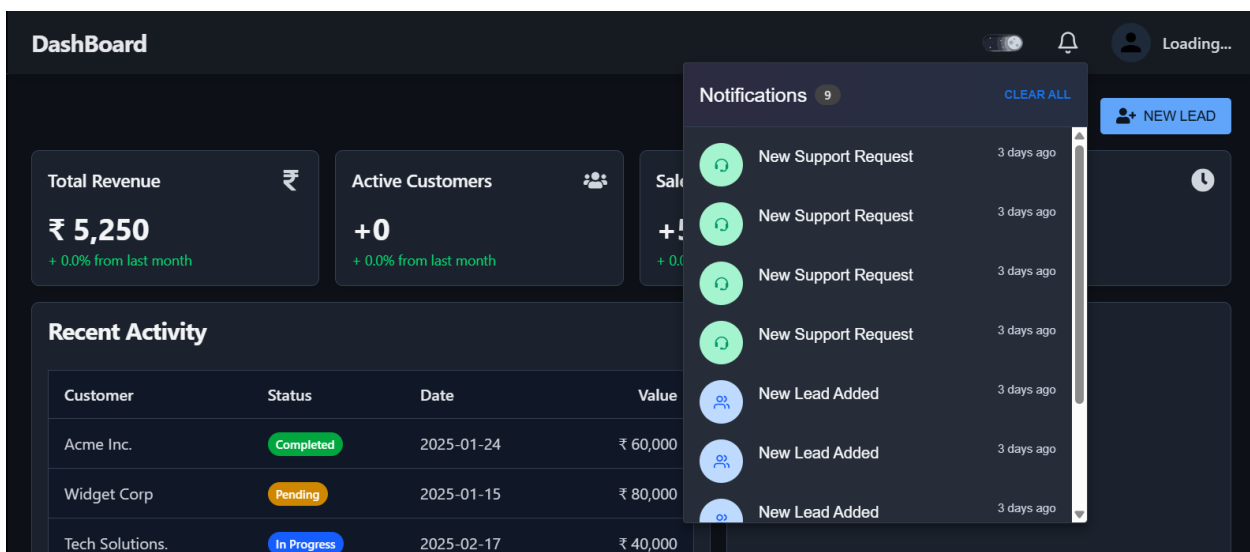 DashBoard
Loading...
Notifications 9
CLEAR ALL
NEW LEAD
Total Revenue
₹
₹ 5,250
+ 0.0% from last month
Active Customers
+0
+ 0.0% from last month
New Support Request
3 days ago
New Support Request
3 days ago
New Support Request
3 days ago
New Support Request
3 days ago
New Lead Added
3 days ago
New Lead Added
3 days ago
New Lead Added
3 days ago
Recent Activity
Customer Status Date Value
Acme Inc. Completed 2025-01-24 ₹ 60,000
Widget Corp Pending 2025-01-15 ₹ 80,000
Tech Solutions. In Progress 2025-02-17 ₹ 40,000